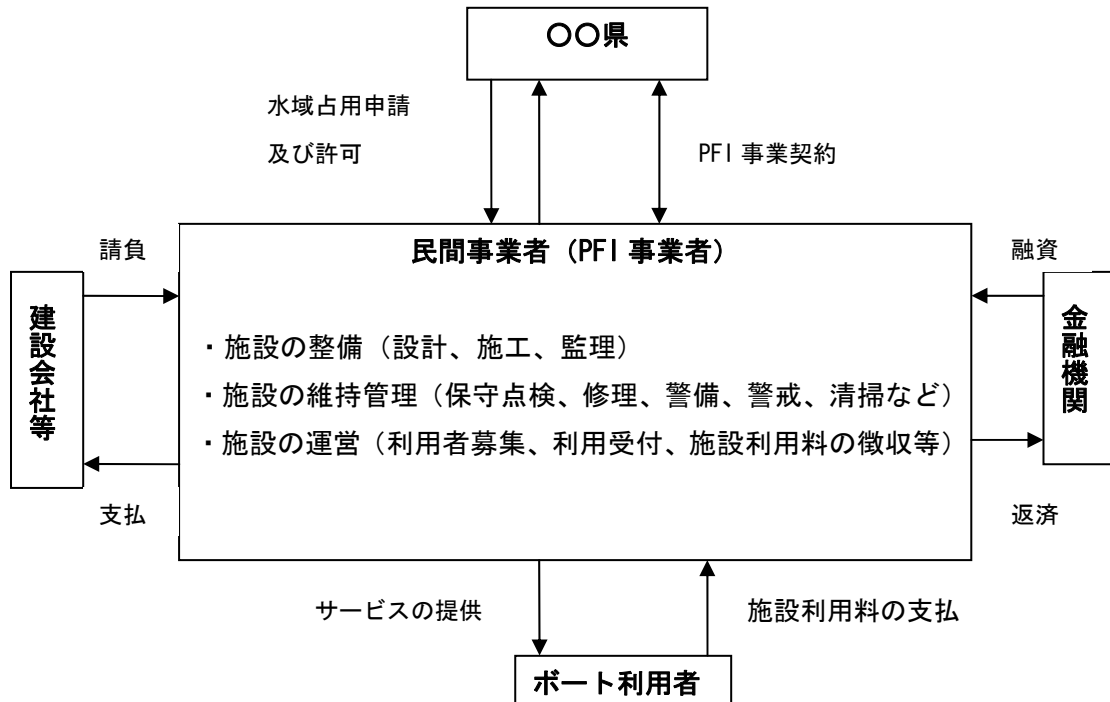 〇〇県
水域占用申請
及び許可
PFI 事業契約
請負
民間事業者（PFI 事業者）
融資
建設会社等
・施設の整備（設計、施工、監理）
・施設の維持管理（保守点検、修理、警備、警戒、清掃など）
・施設の運営（利用者募集、利用受付、施設利用料の徴収等）
金融機関
支払
返済
サービスの提供
施設利用料の支払
ボート利用者